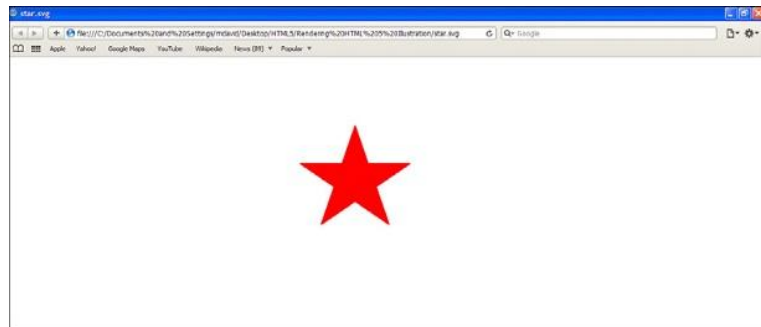 star.svg
file:///C:/Documents%20and%20Settings/mdavid/Desktop/HTML5/Rendering%20HTML%205%20Illustration/star.svg Google
Apple Yahoo! Google Maps YouTube Wikipedia News (81) Popular